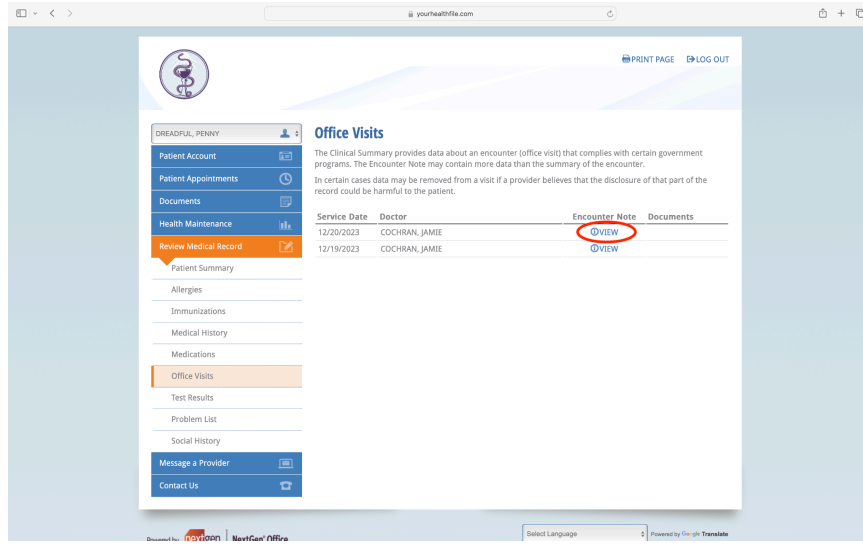 yourhealthfile.com
PRINT PAGE LOG OUT
DREADFUL, PENNY
Patient Account
Patient Appointments
Documents
Health Maintenance
Review Medical Record
Patient Summary
Allergies
Immunizations
Medical History
Medications
Office Visits
Test Results
Problem List
Social History
Message a Provider
Contact Us
Office Visits
The Clinical Summary provides data about an encounter (office visit) that complies with certain government
programs. The Encounter Note may contain more data than the summary of the encounter.
In certain cases data may be removed from a visit if a provider believes that the disclosure of that part of the
record could be harmful to the patient.
Service Date Doctor Encounter Note Documents
12/20/2023 COCHRAN, JAMIE VIEW
12/19/2023 COCHRAN, JAMIE VIEW
Powered by nextgen NextGen® Office
Select Language Powered by Google Translate